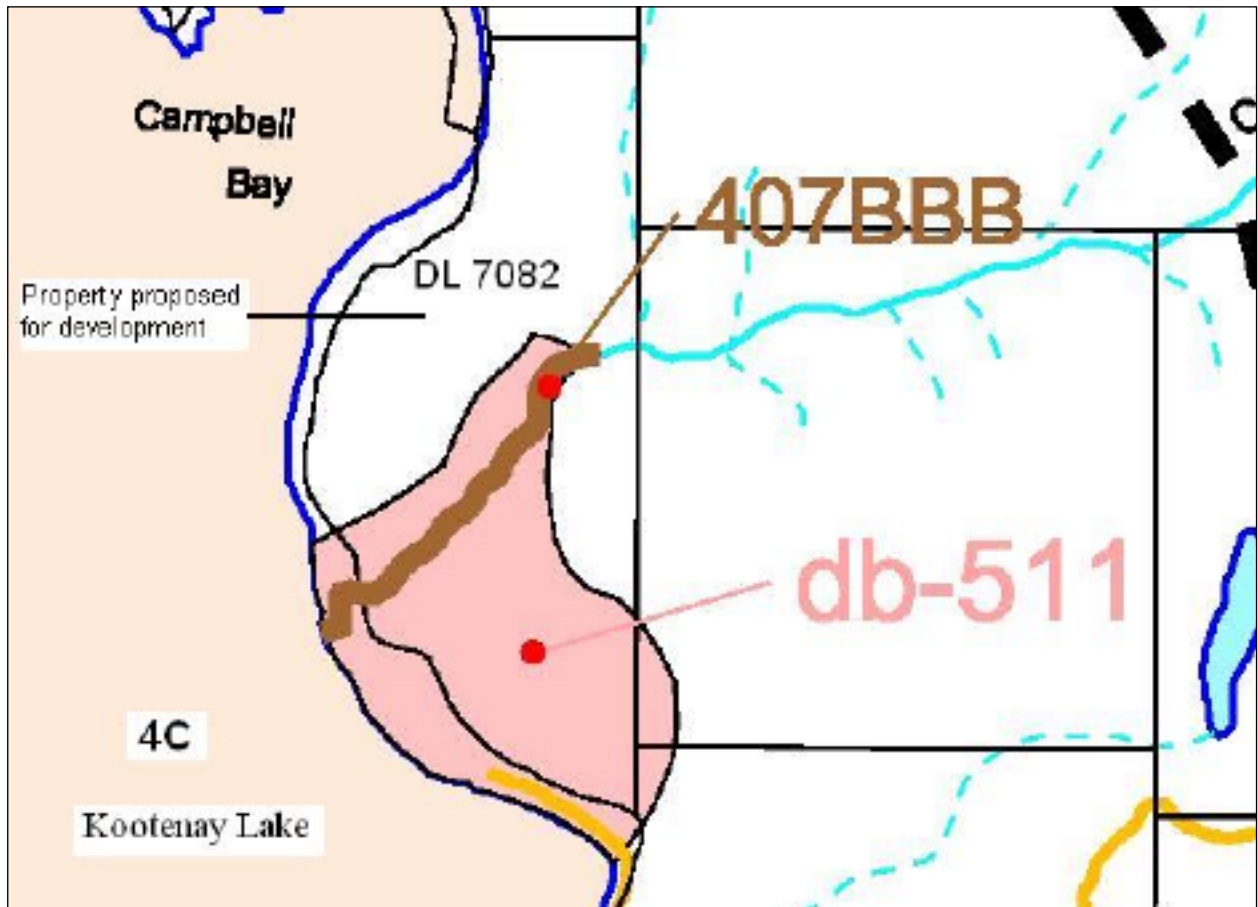 Campbell
Bay
407BBB
DL 7082
Property proposed
for development
db-511
4C
Kootenay Lake